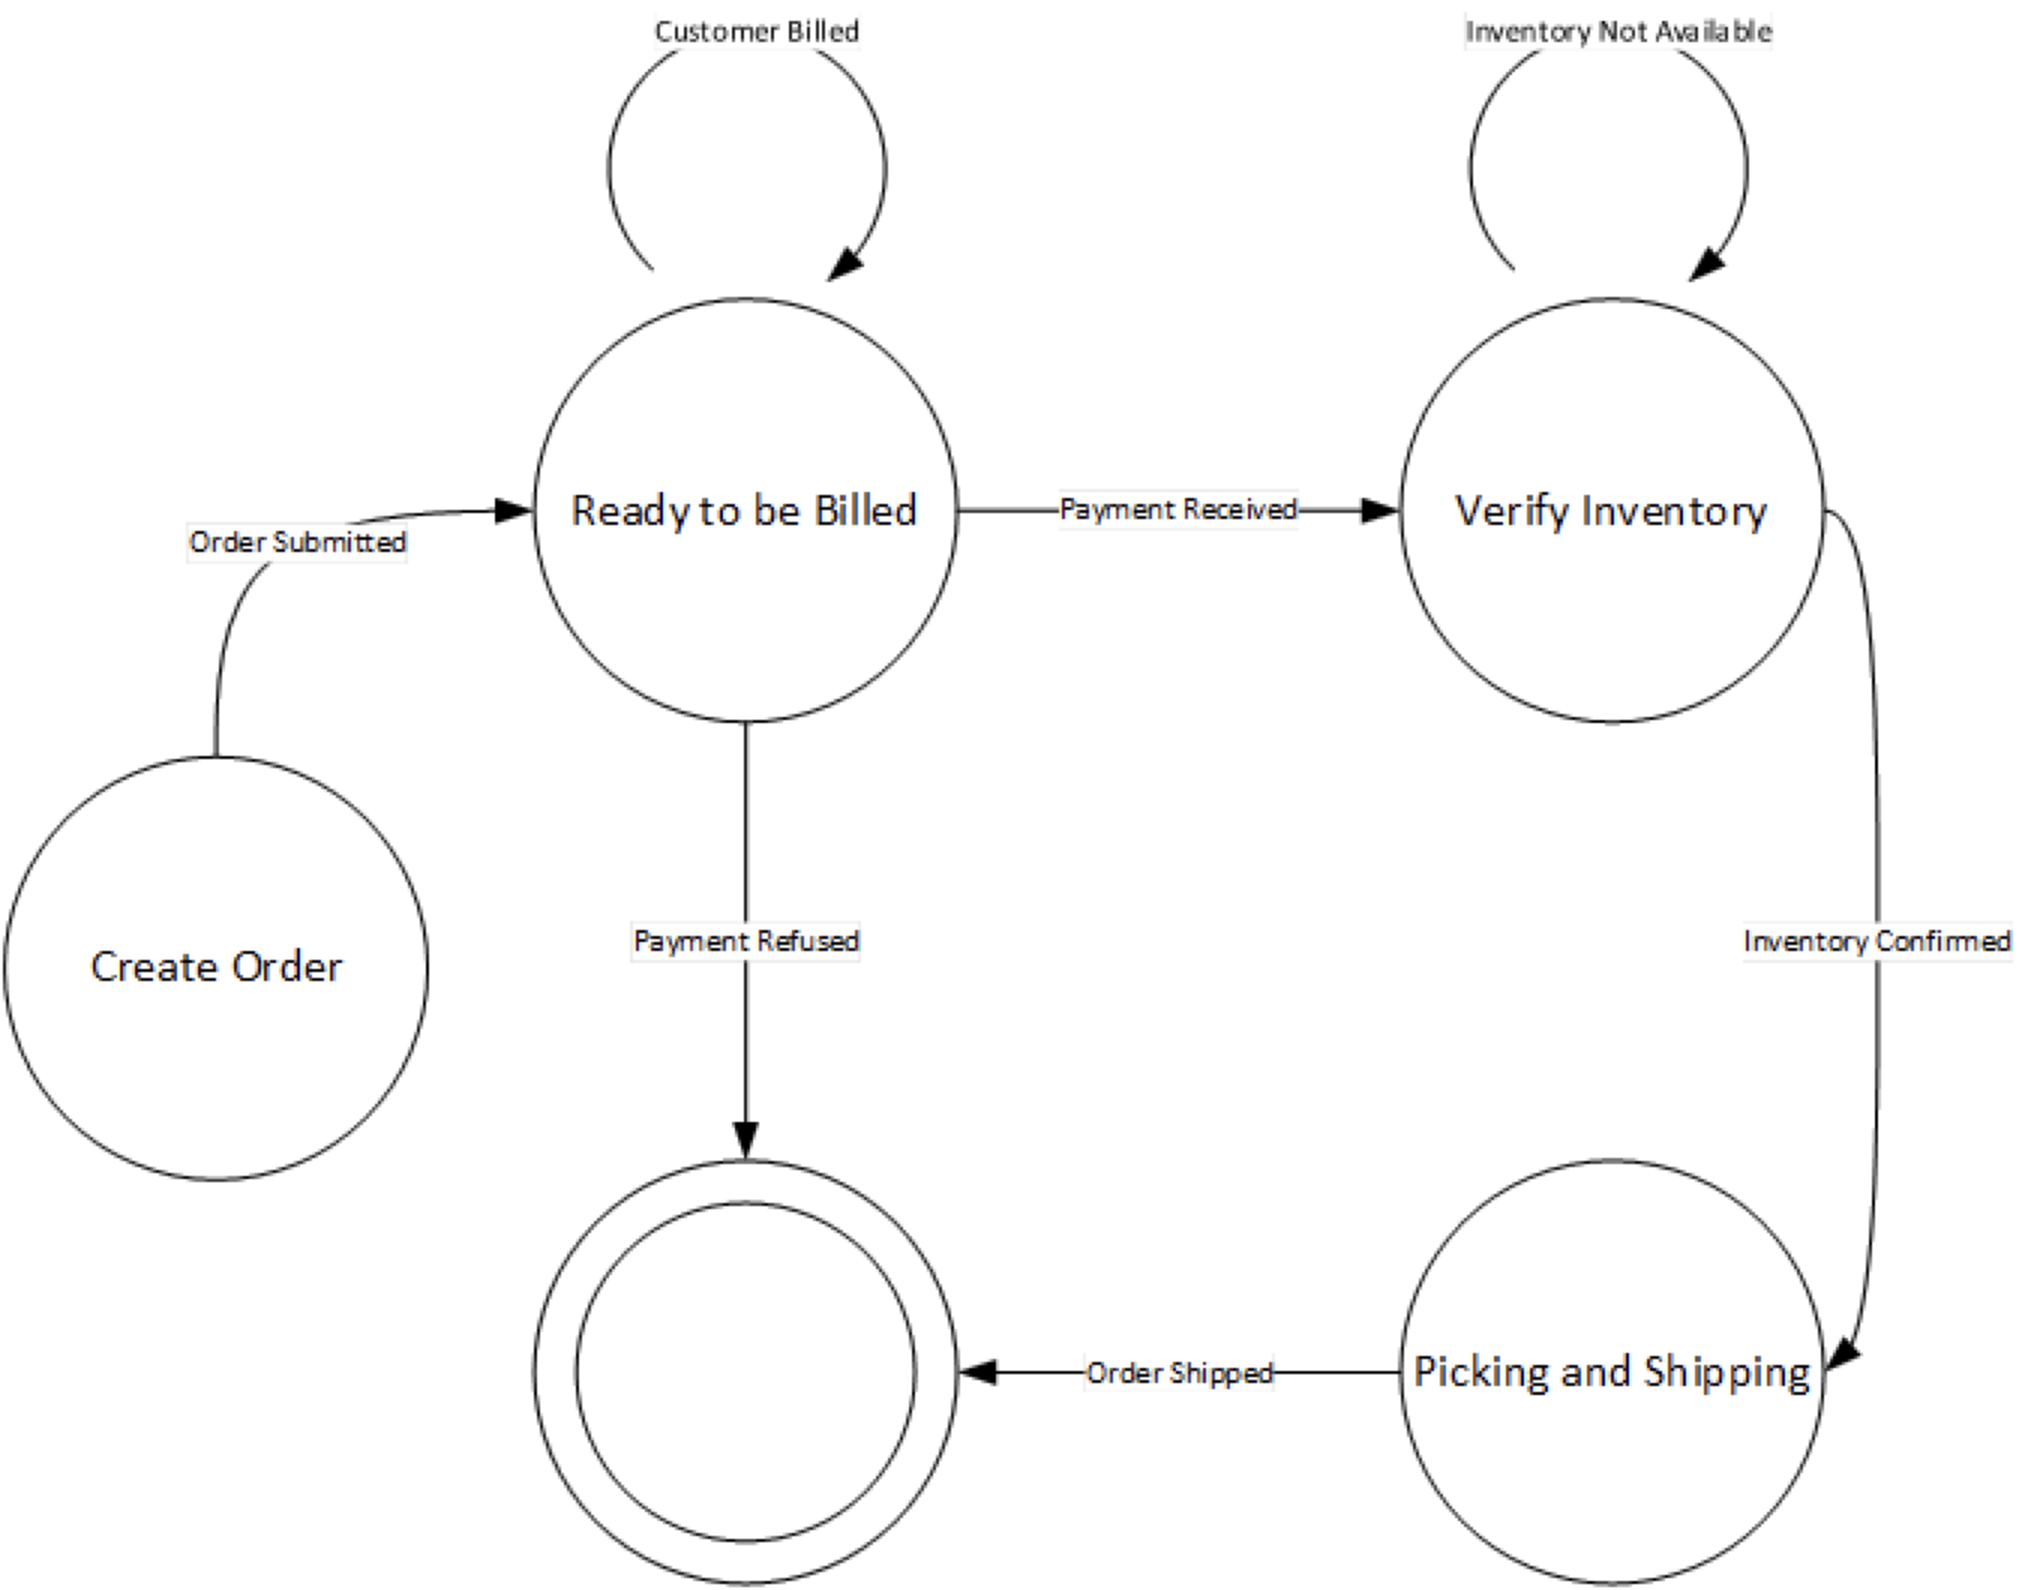 Customer Billed
Inventory Not Available
Ready to be Billed
Payment Received
Verify Inventory
Order Submitted
Payment Refused
Inventory Confirmed
Create Order
Order Shipped
Picking and Shipping